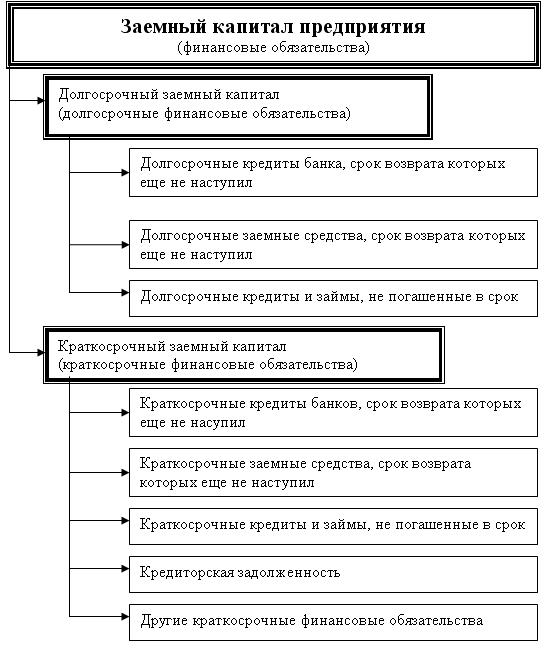 Заемный капитал предприятия
(финансовые обязательства)
Долгосрочный заемный капитал
(долгосрочные финансовые обязательства)
Долгосрочные кредиты банка, срок возврата которых
еще не наступил
Долгосрочные заемные средства, срок возврата которых
еще не наступил
Долгосрочные кредиты и займы, не погашенные в срок
Краткосрочный заемный капитал
(краткосрочные финансовые обязательства)
Краткосрочные кредиты банков, срок возврата которых
еще не насупил
Краткосрочные заемные средства, срок возврата
которых еще не наступил
Краткосрочные кредиты и займы, не погашенные в срок
Кредиторская задолженность
Другие краткосрочные финансовые обязательства